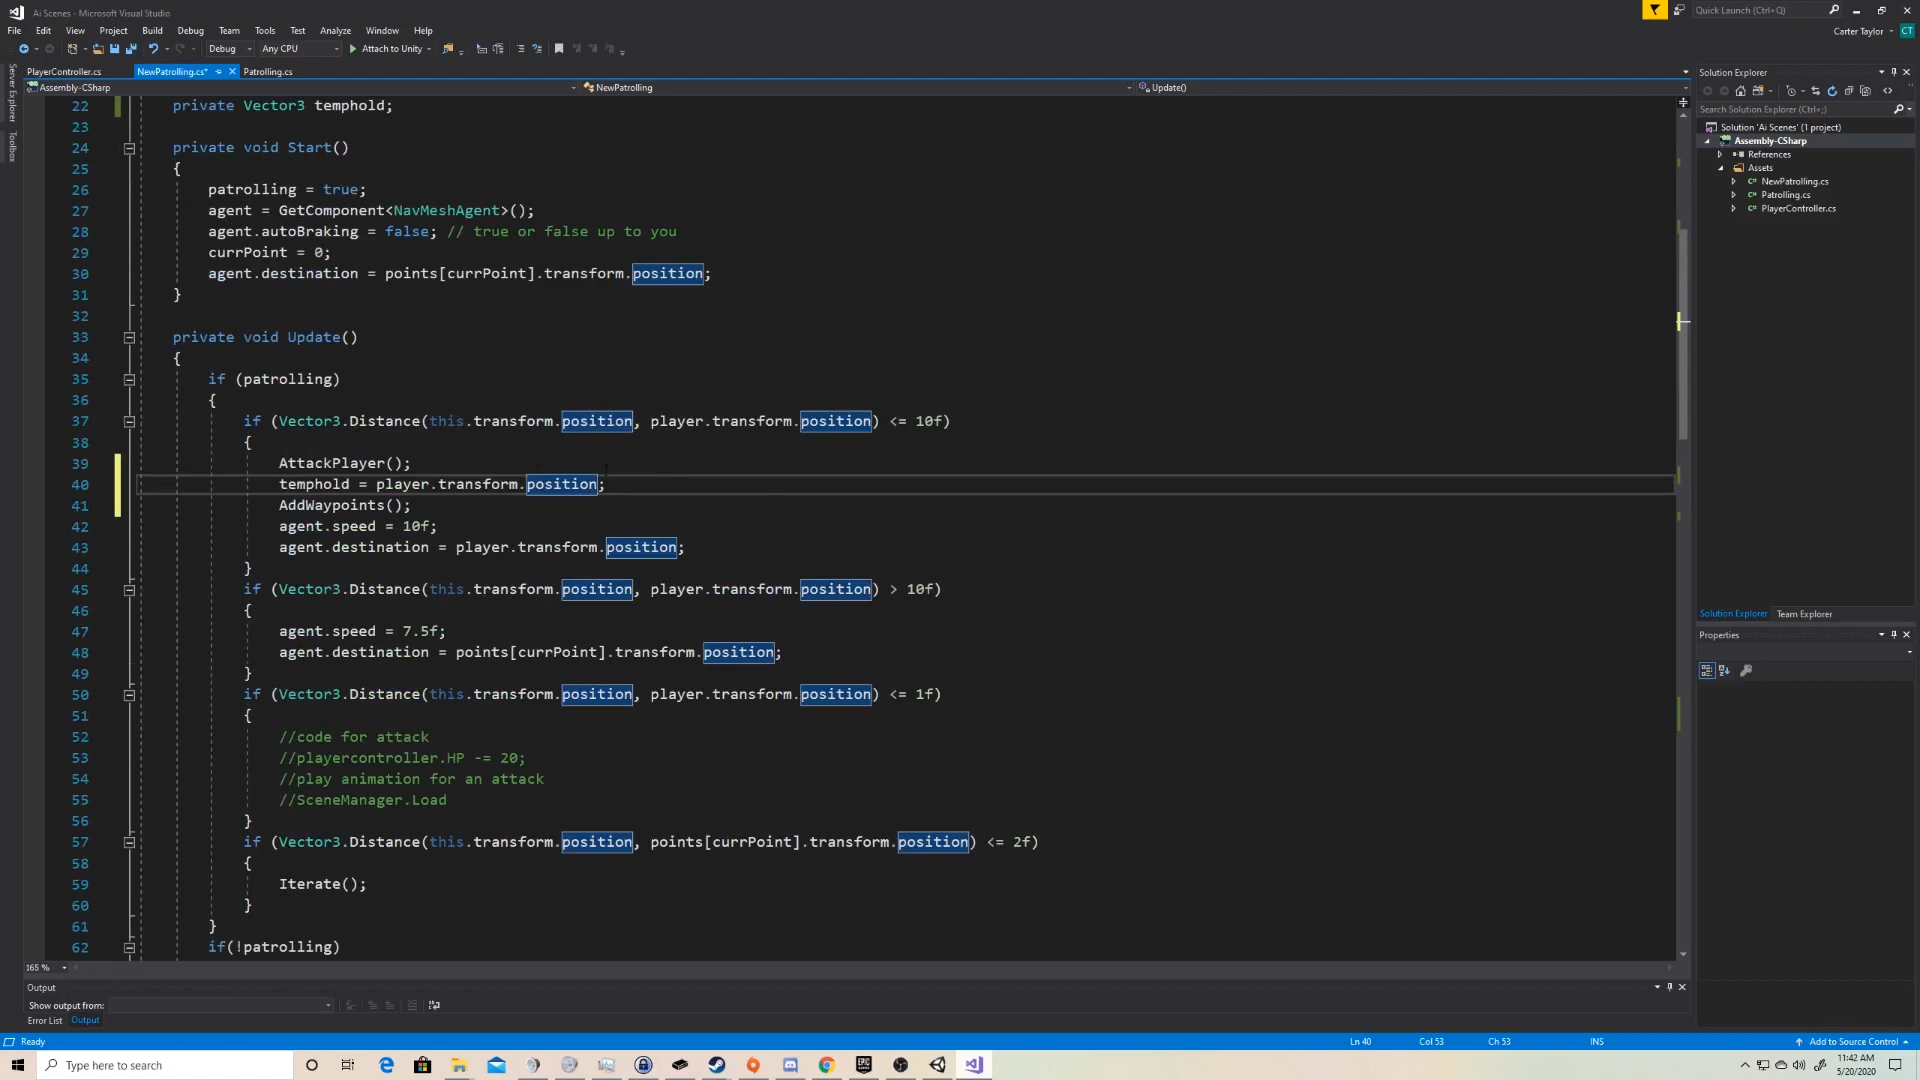 Ai Scenes - Microsoft Visual Studio
Quick Launch (Ctrl+Q)
File Edit View Project Build Debug Team Tools Test Analyze Window Help
Carter Taylor CT
Debug Any CPU Attach to Unity
Server Explorer
Toolbox
PlayerController.cs NewPatrolling.cs* Patrolling.cs
Assembly-CSharp NewPatrolling Update()
22 private Vector3 temphold;
23
24 private void Start()
25 {
26 patrolling = true;
27 agent = GetComponent<NavMeshAgent>();
28 agent.autoBraking = false; // true or false up to you
29 currPoint = 0;
30 agent.destination = points[currPoint].transform.position;
31 }
32
33 private void Update()
34 {
35 if (patrolling)
36 {
37 if (Vector3.Distance(this.transform.position, player.transform.position) <= 10f)
38 {
39 AttackPlayer();
40 temphold = player.transform.position;
41 AddWaypoints();
42 agent.speed = 10f;
43 agent.destination = player.transform.position;
44 }
45 if (Vector3.Distance(this.transform.position, player.transform.position) > 10f)
46 {
47 agent.speed = 7.5f;
48 agent.destination = points[currPoint].transform.position;
49 }
50 if (Vector3.Distance(this.transform.position, player.transform.position) <= 1f)
51 {
52 //code for attack
53 //playercontroller.HP -= 20;
54 //play animation for an attack
55 //SceneManager.Load
56 }
57 if (Vector3.Distance(this.transform.position, points[currPoint].transform.position) <= 2f)
58 {
59 Iterate();
60 }
61 }
62 if(!patrolling)
165 %
Output
Show output from:
Error List Output
Solution Explorer
Search Solution Explorer (Ctrl+;)
Solution 'Ai Scenes' (1 project)
Assembly-CSharp
References
Assets
C# NewPatrolling.cs
C# Patrolling.cs
C# PlayerController.cs
Solution Explorer Team Explorer
Properties
Ready Ln 40 Col 53 Ch 53 INS Add to Source Control
Type here to search
EPIC GAMES
11:42 AM
5/20/2020